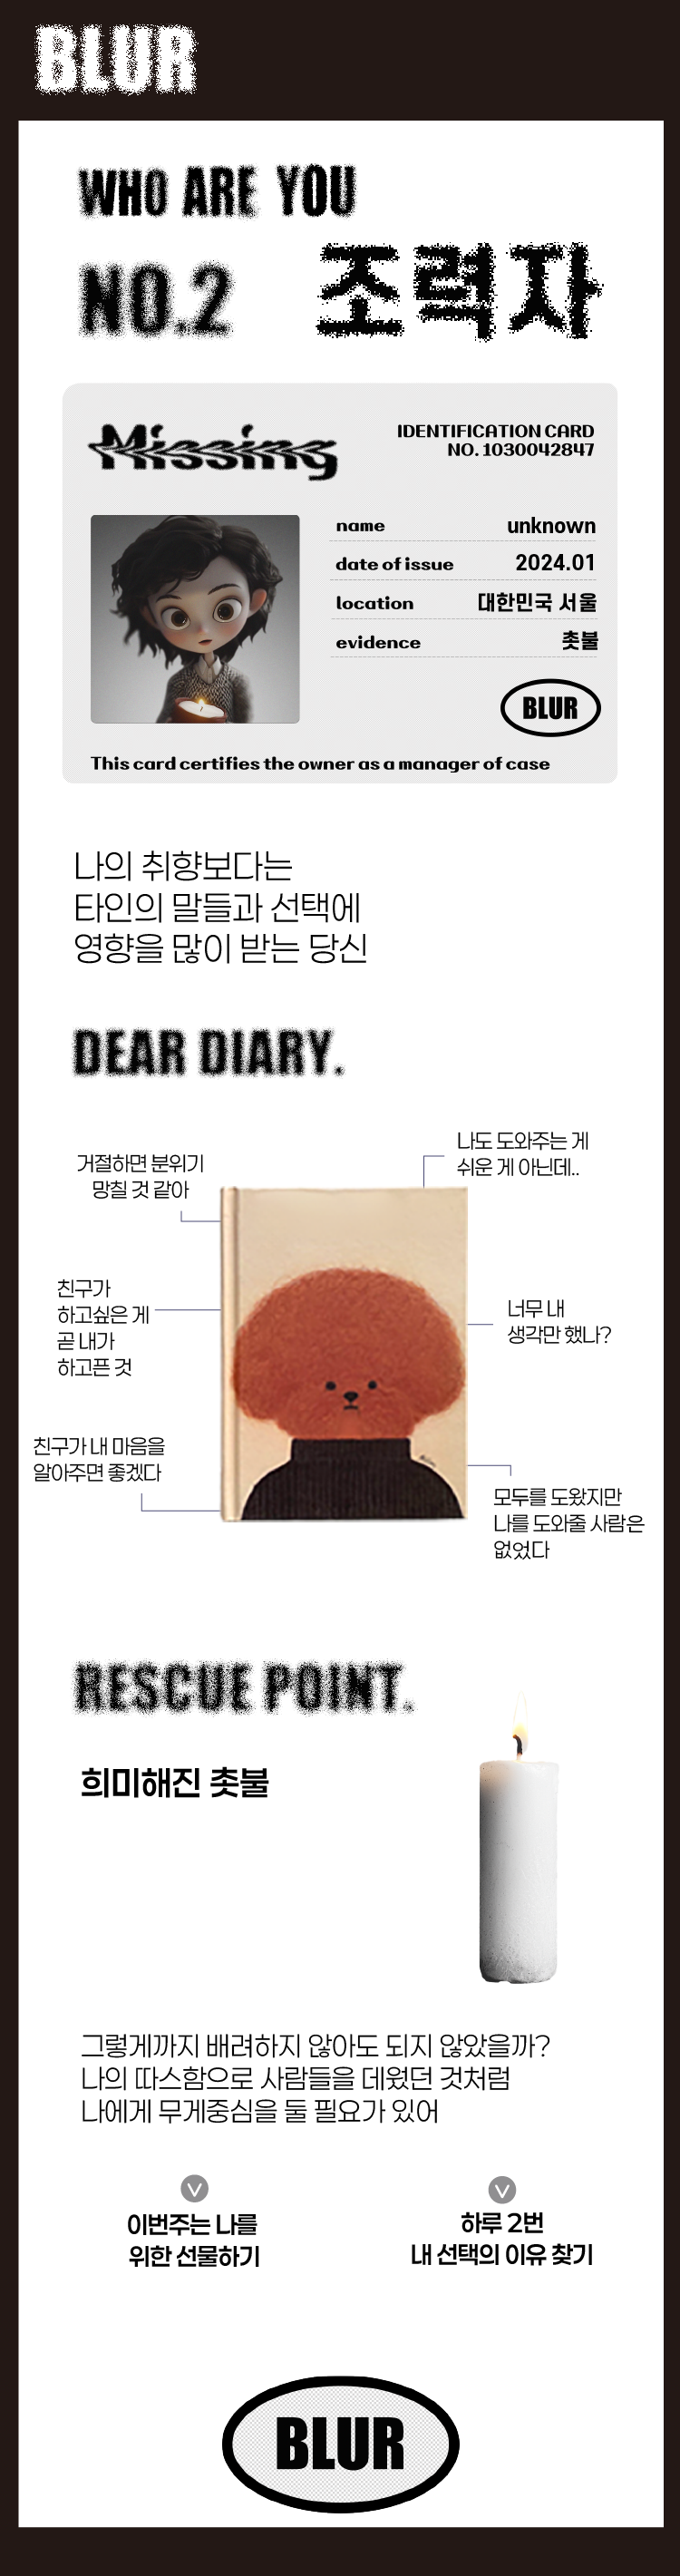 BLUR
WHO ARE YOU
NO.2 조력자
Missing
IDENTIFICATION CARD
NO. 1030042847
name unknown
date of issue 2024.01
location 대한민국 서울
evidence 촛불
BLUR
This card certifies the owner as a manager of case
나의 취향보다는
타인의 말들과 선택에
영향을 많이 받는 당신
DEAR DIARY.
거절하면 분위기
망칠 것 같아
나도 도와주는 게
쉬운 게 아닌데..
친구가
하고싶은 게
곧 내가
하고픈 것
너무 내
생각만 했나?
친구가 내 마음을
알아주면 좋겠다
모두를 도왔지만
나를 도와줄 사람은
없었다
RESCUE POINT.
희미해진 촛불
그렇게까지 배려하지 않아도 되지 않았을까?
나의 따스함으로 사람들을 데웠던 것처럼
나에게 무게중심을 둘 필요가 있어
이번주는 나를
위한 선물하기
하루 2번
내 선택의 이유 찾기
BLUR